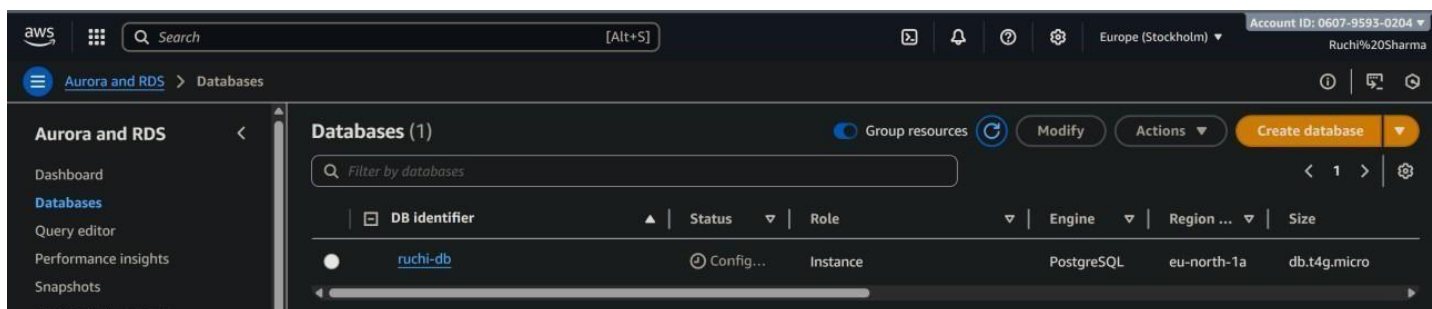 aws Search [Alt+S] Europe (Stockholm) Account ID: 0607-9593-0204
Ruchi%20Sharma
Aurora and RDS > Databases
Aurora and RDS
Databases (1) Group resources Modify Actions Create database
Filter by databases 1
Dashboard
Databases
Query editor
Performance insights
Snapshots
DB identifier Status Role Engine Region ... Size
ruchi-db Config... Instance PostgreSQL eu-north-1a db.t4g.micro